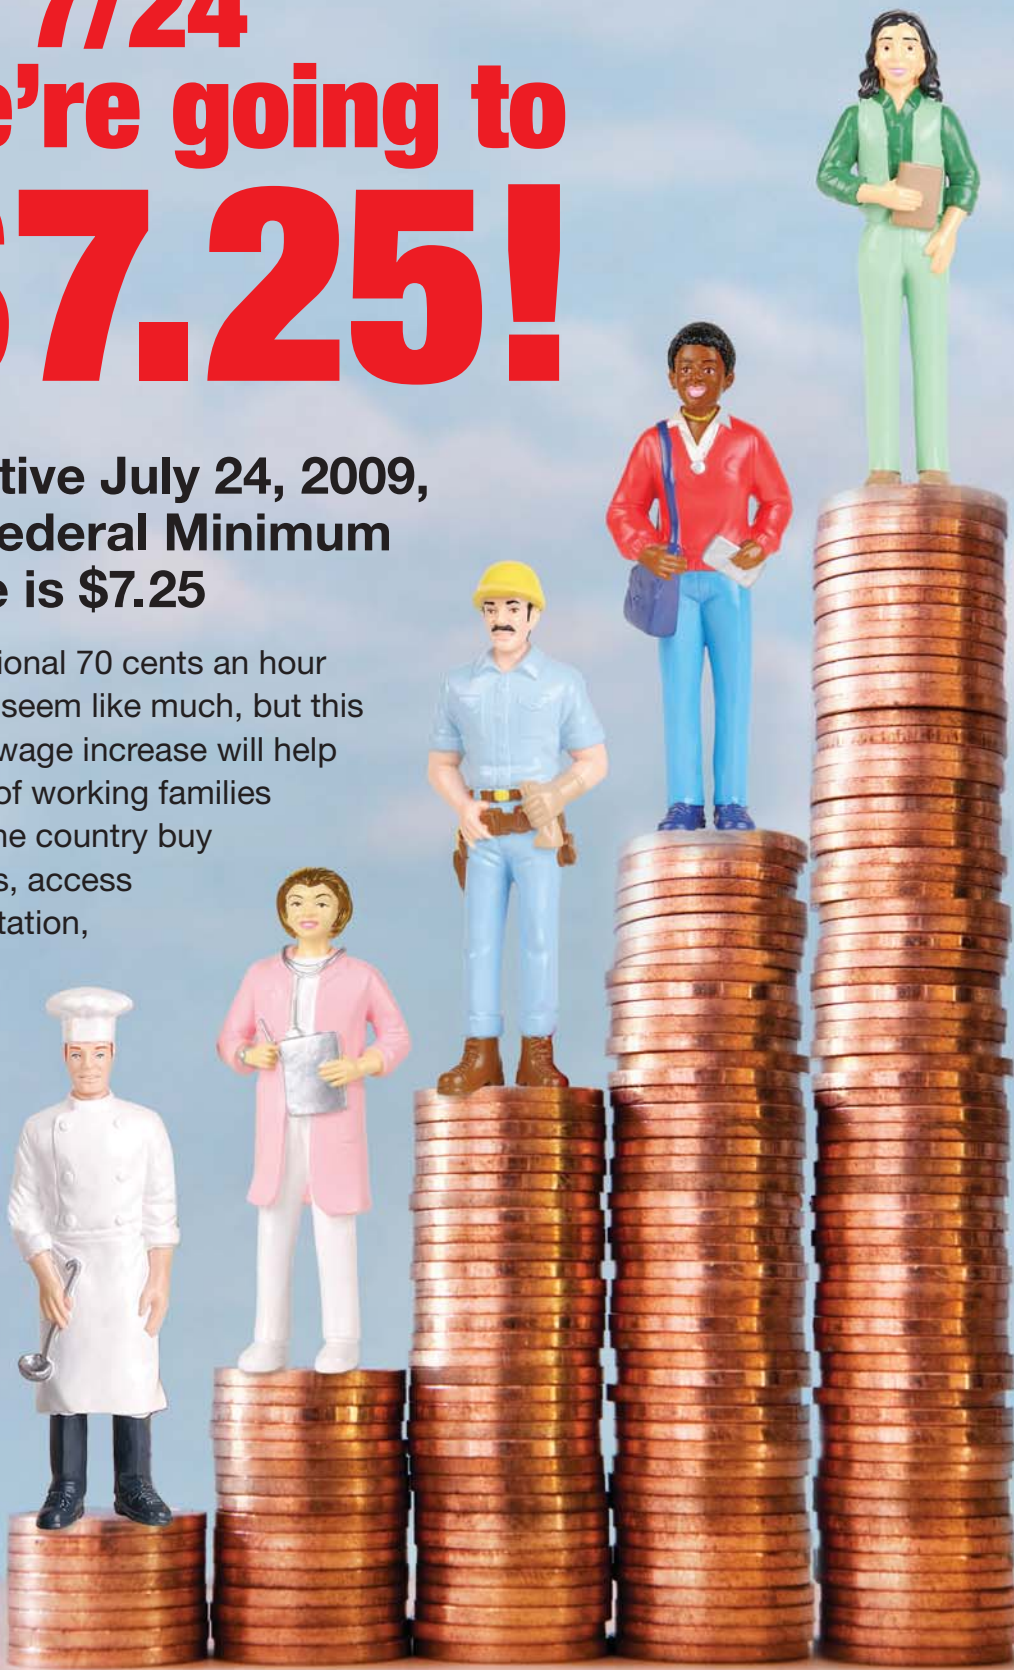 7/24
e’re going to
$7.25!
tive July 24, 2009,
ederal Minimum
e is $7.25
ional 70 cents an hour
seem like much, but this
wage increase will help
of working families
he country buy
s, access
tation,